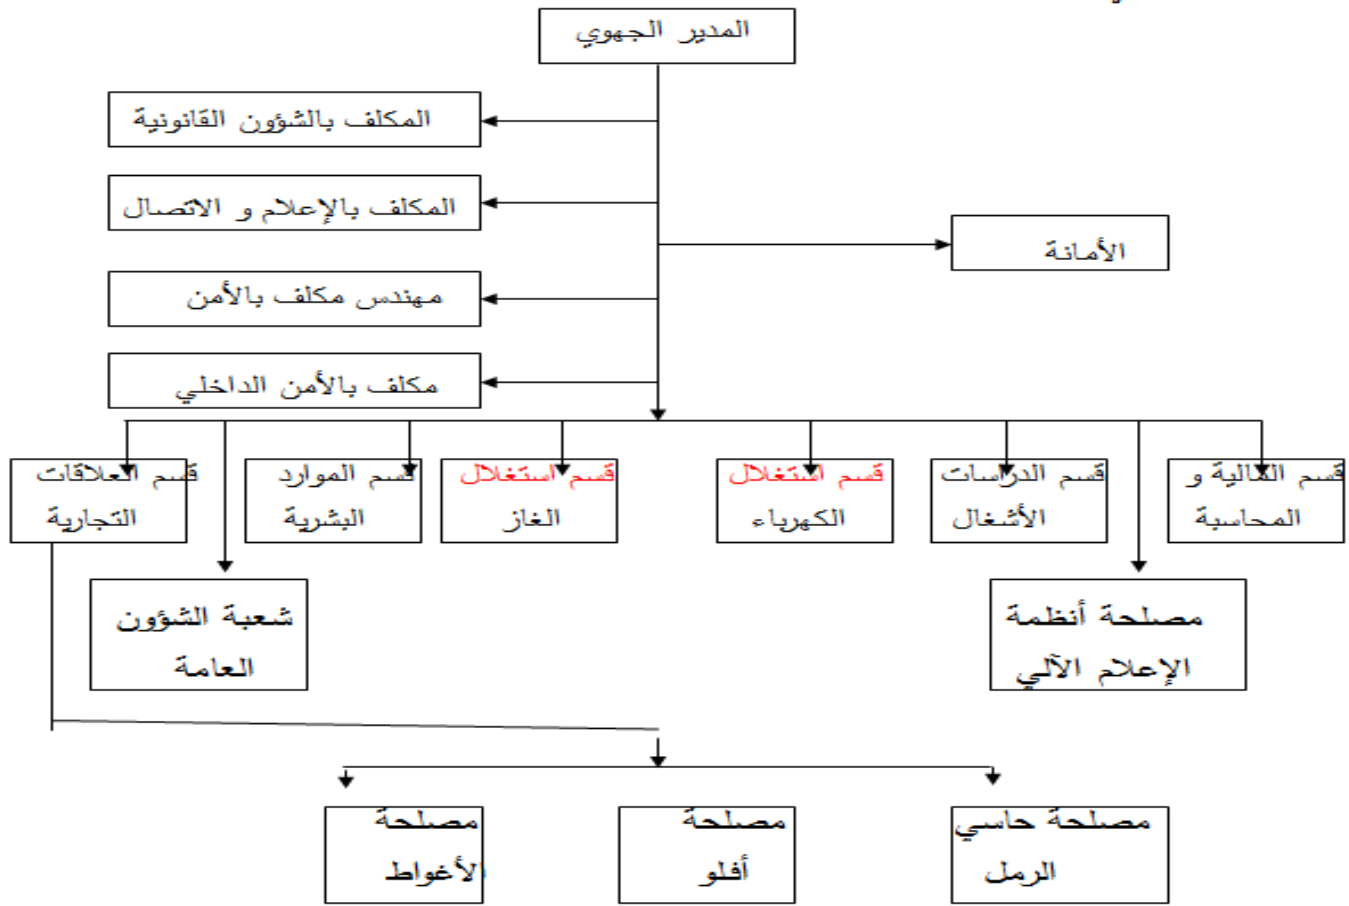 المدير الجهوي
المكلف بالشؤون القانونية
المكلف بالإعلام و الاتصال
الأمانة
مهندس مكلف بالأمن
مكلف بالأمن الداخلي
قسم المالية و
المحاسبة
قسم الدراسات
الأشغال
قسم استغلال
الكهرباء
قسم استغلال
الغاز
قسم الموارد
البشرية
قسم العلاقات
التجارية
مصلحة أنظمة
الإعلام الآلي
شعبة الشؤون
العامة
مصلحة حاسي
الرمل
مصلحة
أفلو
مصلحة
الأغواط